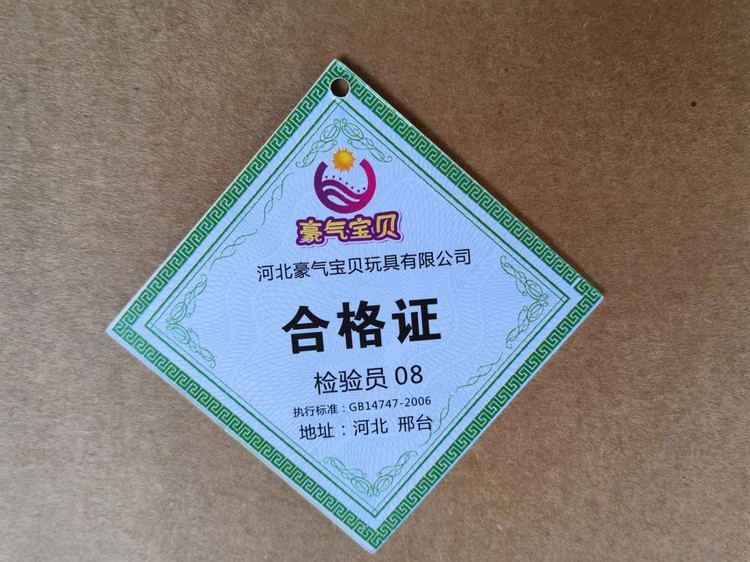 豪气宝贝
河北豪气宝贝玩具有限公司
合格证
检验员 08
执行标准：GB14747-2006
地址：河北 邢台